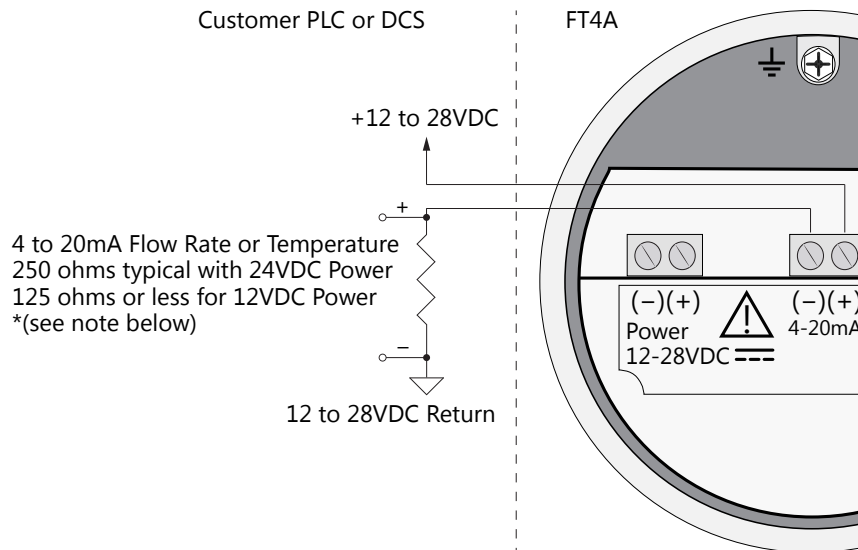 Customer PLC or DCS
FT4A
+12 to 28VDC
+
4 to 20mA Flow Rate or Temperature
250 ohms typical with 24VDC Power
125 ohms or less for 12VDC Power
*(see note below)
−
12 to 28VDC Return
(−)(+)
Power
12-28VDC
!
(−)(+)
4-20mA